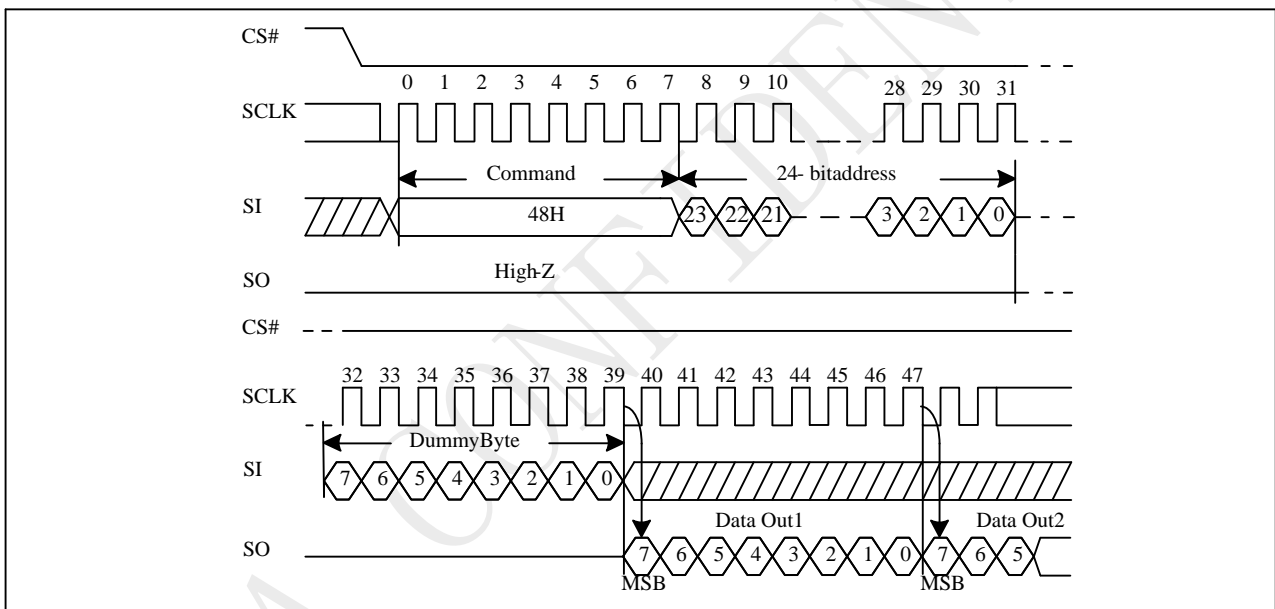 CS#
0 1 2 3 4 5 6 7 8 9 10 28 29 30 31
SCLK
Command 24- bitaddress
SI 48H 23 22 21 3 2 1 0
High-Z
SO
CS#
32 33 34 35 36 37 38 39 40 41 42 43 44 45 46 47
SCLK
DummyByte
SI 7 6 5 4 3 2 1 0
Data Out1 Data Out2
SO 7 6 5 4 3 2 1 0 7 6 5
MSB MSB
A CONFIDEN